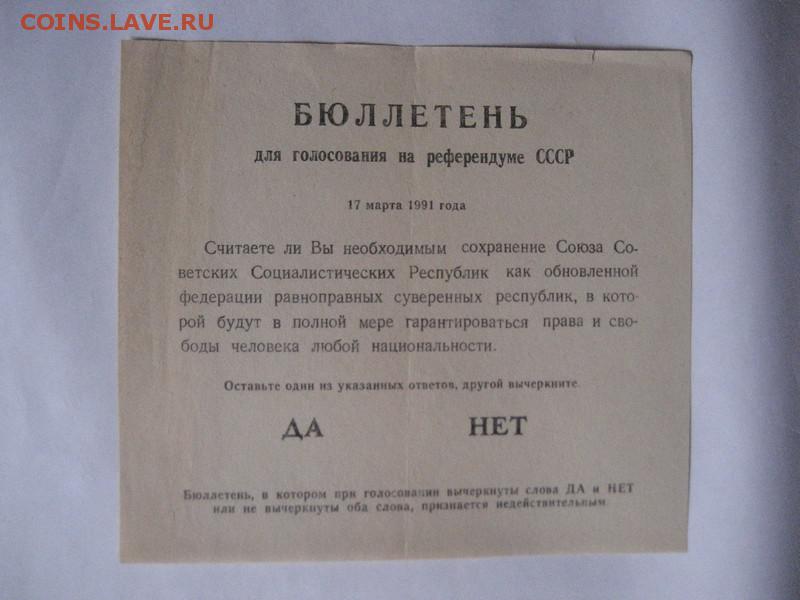 COINS.LAVE.RU
БЮЛЛЕТЕНЬ
для голосования на референдуме СССР
17 марта 1991 года
Считаете ли Вы необходимым сохранение Союза Со-
ветских Социалистических Республик как обновленной
федерации равноправных суверенных республик, в кото-
рой будут в полной мере гарантироваться права и сво-
боды человека любой национальности.
Оставьте один из указанных ответов, другой вычеркните.
ДА НЕТ
Бюллетень, в котором при голосовании вычеркнуты слова ДА и НЕТ
или не вычеркнуты оба слова, признается недействительным.